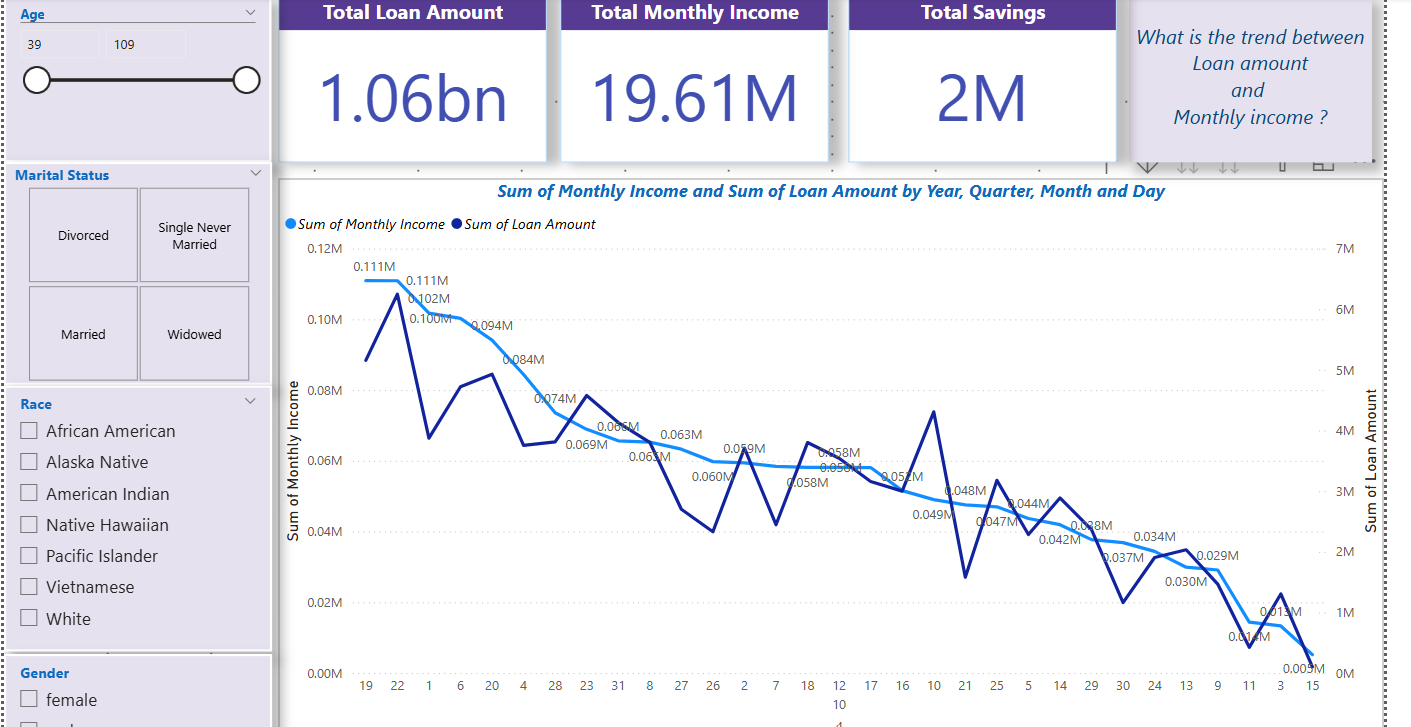 Age
39
109
Marital Status
Divorced
Single Never
Married
Married
Widowed
Race
African American
Alaska Native
American Indian
Native Hawaiian
Pacific Islander
Vietnamese
White
Gender
female
Total Loan Amount
1.06bn
Total Monthly Income
19.61M
Total Savings
2M
What is the trend between
Loan amount
and
Monthly income ?
Sum of Monthly Income and Sum of Loan Amount by Year, Quarter, Month and Day
Sum of Monthly Income
Sum of Loan Amount
Sum of Monthly Income
0.12M
0.10M
0.08M
0.06M
0.04M
0.02M
0.00M
0.111M
0.111M
0.102M
0.100M
0.094M
0.084M
0.074M
0.069M
0.066M
0.063M
0.060M
0.059M
0.058M
0.058M
0.052M
0.049M
0.048M
0.047M
0.044M
0.042M
0.038M
0.037M
0.034M
0.030M
0.029M
0.014M
0.013M
0.005M
7M
6M
5M
4M
3M
2M
1M
0M
Sum of Loan Amount
19 22 1 6 20 4 28 23 31 8 27 26 2 7 18 12 17 16 10 21 25 5 14 29 30 24 13 9 11 3 15
10